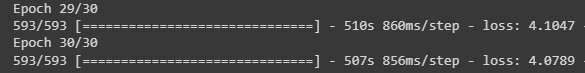 Epoch 29/30
593/593 [==============================] - 510s 860ms/step - loss: 4.1047
Epoch 30/30
593/593 [==============================] - 507s 856ms/step - loss: 4.0789